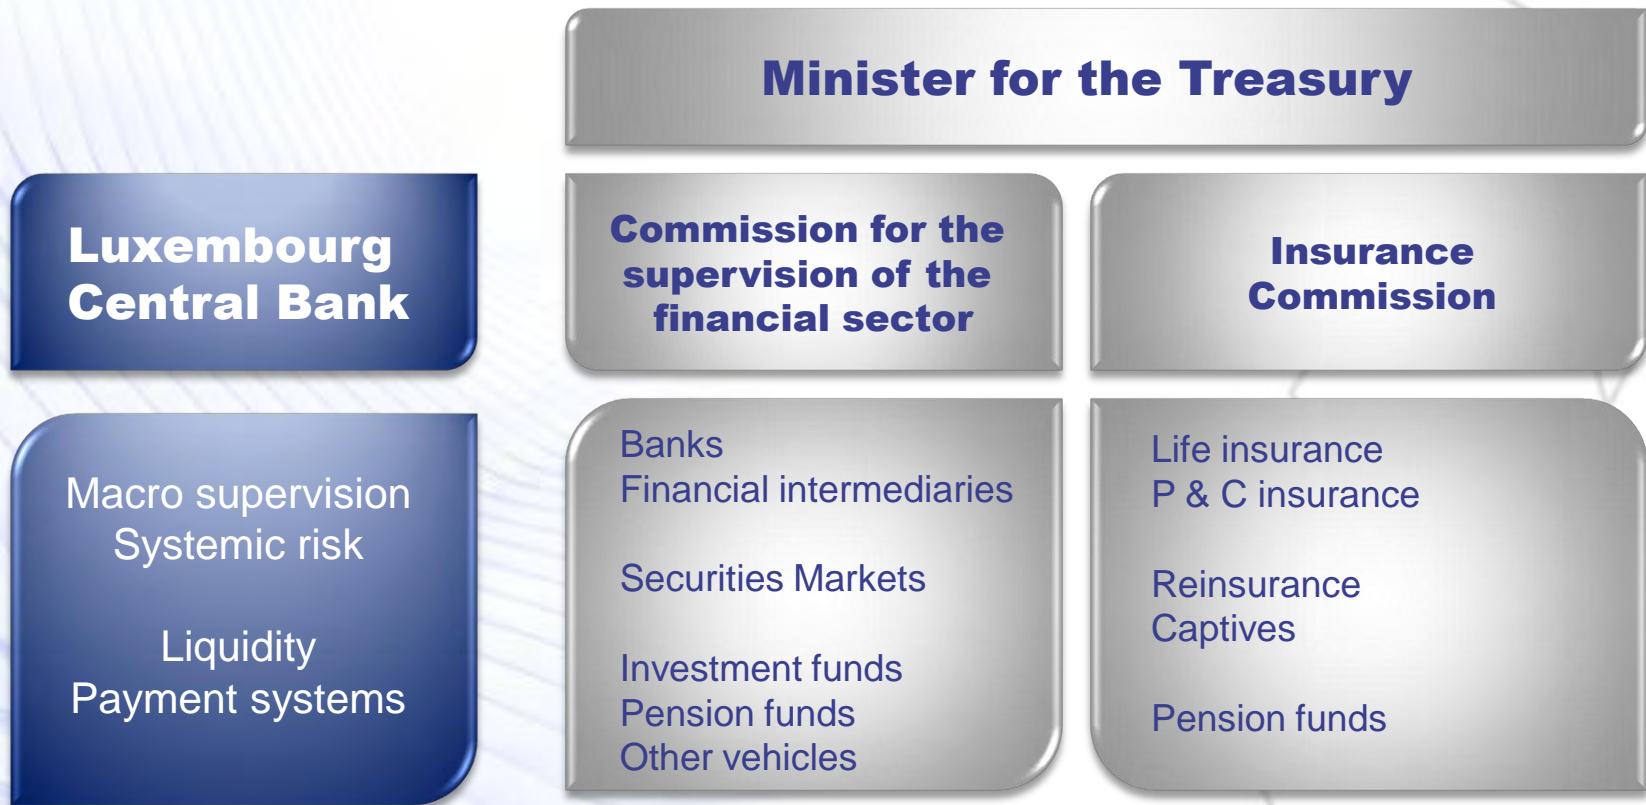 Minister for the Treasury
Luxembourg
Central Bank
Commission for the
supervision of the
financial sector
Insurance
Commission
Macro supervision
Systemic risk
Liquidity
Payment systems
Banks
Financial intermediaries
Securities Markets
Investment funds
Pension funds
Other vehicles
Life insurance
P & C insurance
Reinsurance
Captives
Pension funds